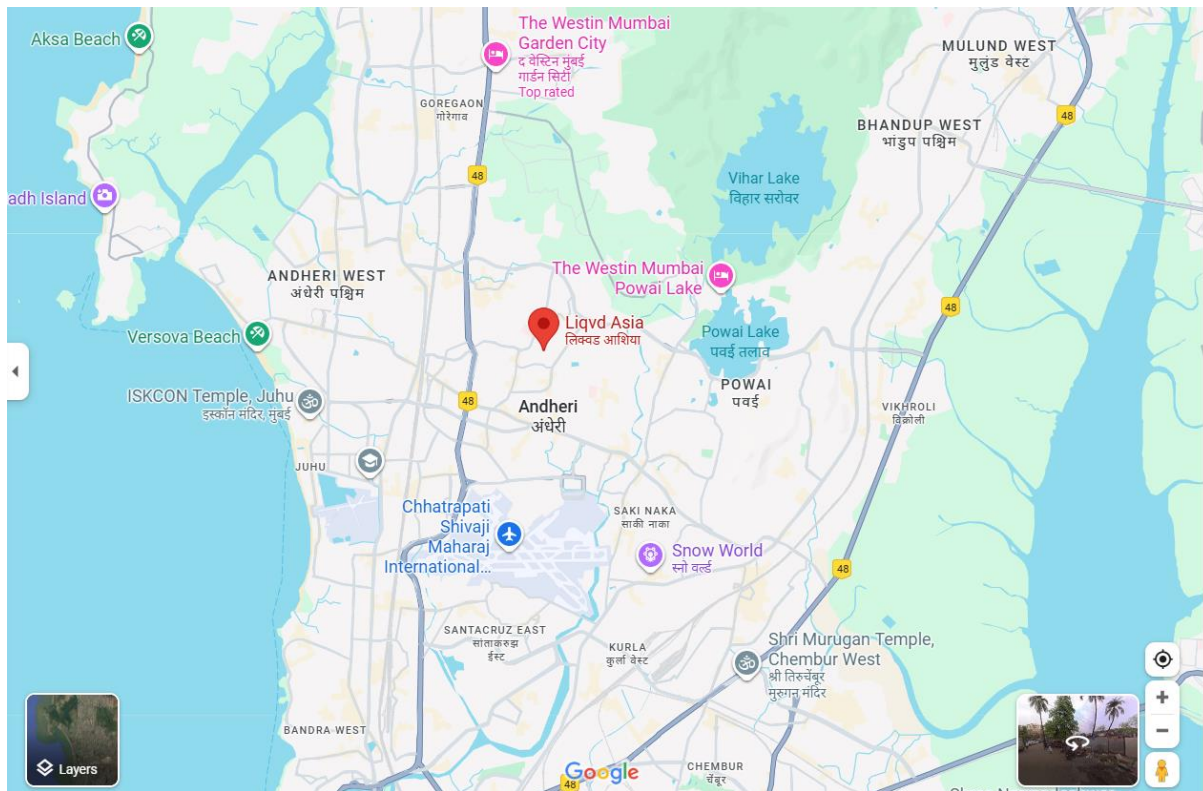 Aksa Beach
The Westin Mumbai
Garden City
द वेस्टिन मुंबई
गार्डन सिटी
Top rated
MULUND WEST
मुलुंड वेस्ट
GOREGAON
गोरेगाव
48
BHANDUP WEST
भांडुप पश्चिम
48
Vihar Lake
विहार सरोवर
adh Island
ANDHERI WEST
अंधेरी पश्चिम
The Westin Mumbai
Powai Lake
48
Versova Beach
Liqvd Asia
लिक्वड आशिया
Powai Lake
पवई तलाव
POWAI
पवई
ISKCON Temple, Juhu
इस्कॉन मंदिर, मुंबई
48
Andheri
अंधेरी
VIKHROLI
विक्रोली
JUHU
Chhatrapati
Shivaji
Maharaj
International...
SAKI NAKA
साकी नाका
Snow World
स्नो वर्ल्ड
48
SANTACRUZ EAST
सांताक्रुझ
ईस्ट
KURLA
कुर्ला वेस्ट
Shri Murugan Temple,
Chembur West
श्री तिरुचेंबूर
मुरुगन मंदिर
BANDRA WEST
Layers
Google
48
CHEMBUR
चेंबूर